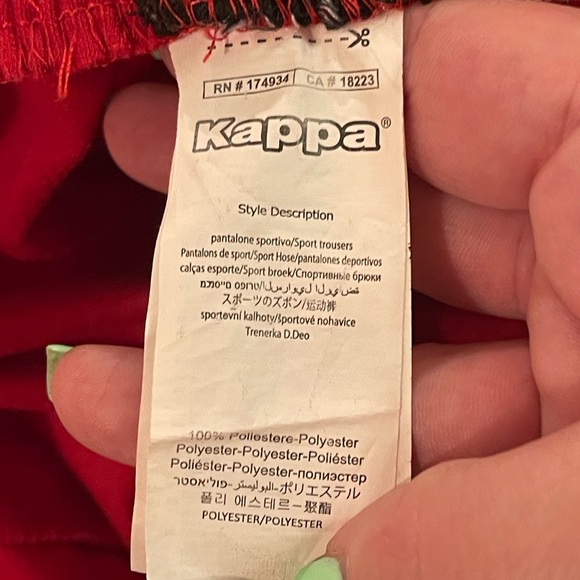 RN # 174934 CA # 18223
Kappa®
Style Description
pantalone sportivo/Sport trousers
Pantalons de sport/Sport Hose/pantalones deportivos
calças esporte/Sport broek/Спортивные брюки
スポーツのズボン/运动裤
sportovní kalhoty/športové nohavice
Trenerka D.Deo
100% Poliestere-Polyester
Polyester-Polyester-Poliéster
Poliéster-Polyester-полиэстер
פוליאסטר-البوليستر-ポリエステル
폴리 에스테르-聚酯
POLYESTER/POLYESTER